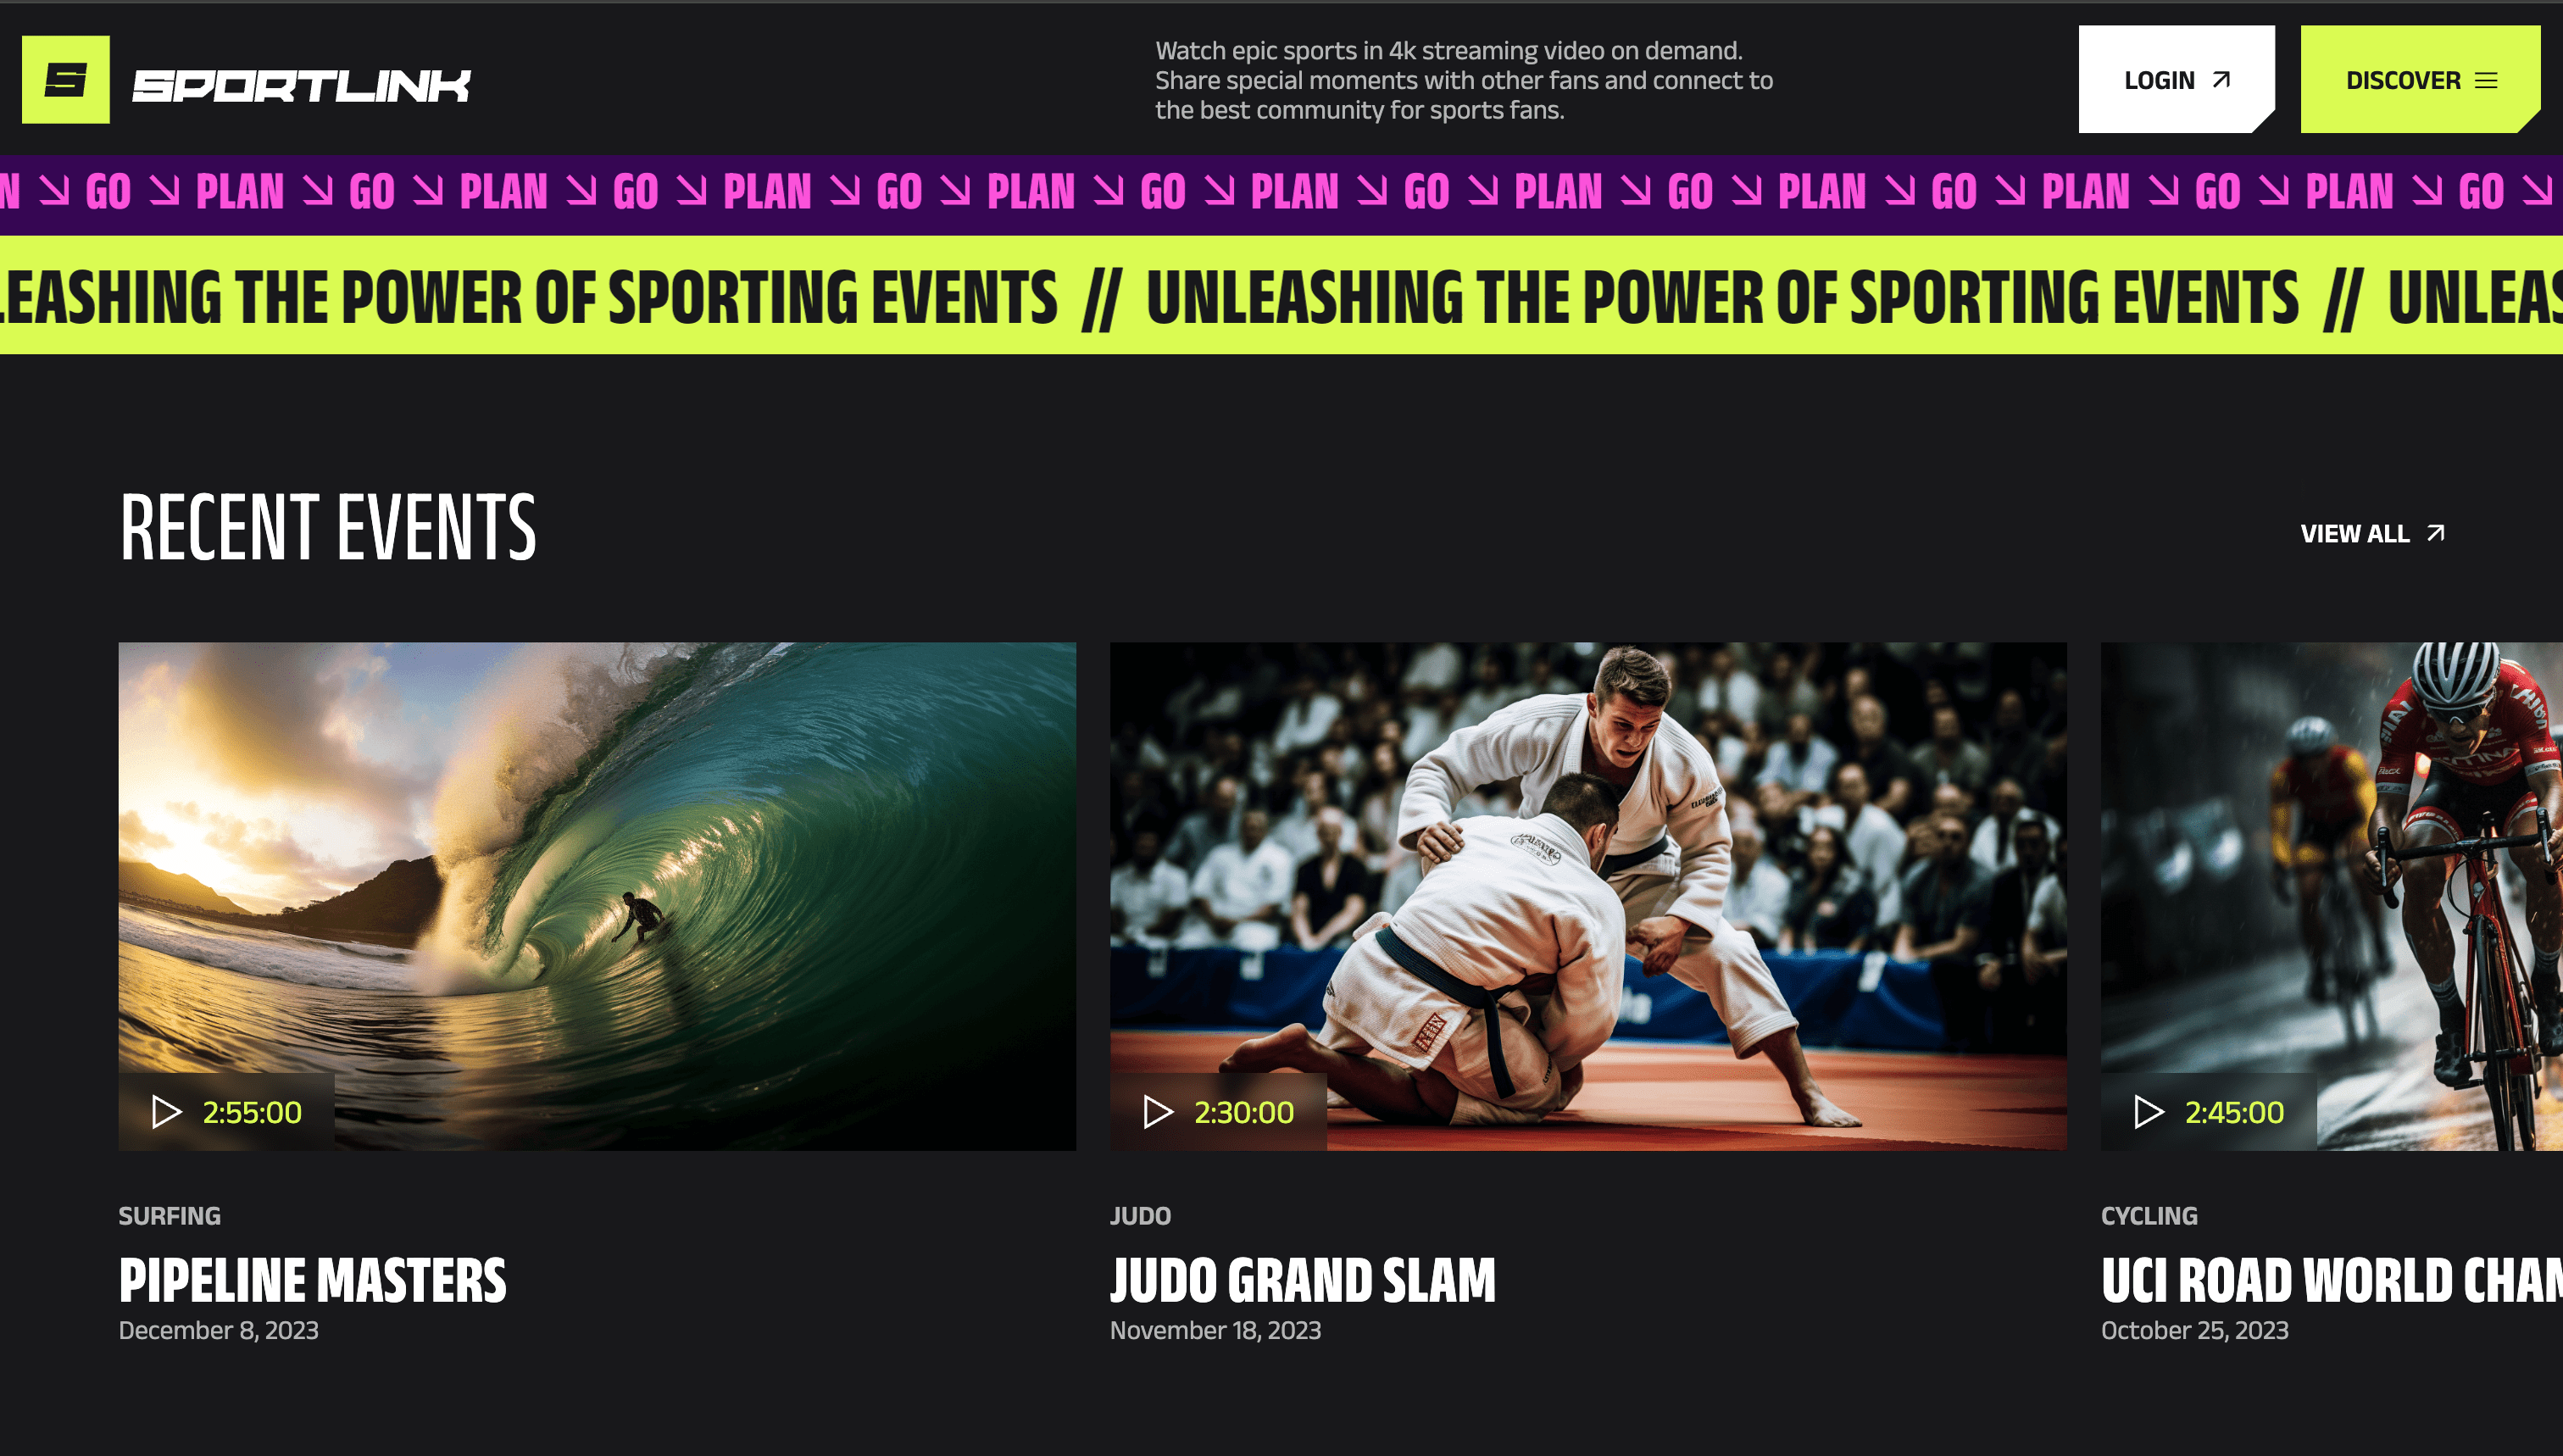 S SPORTLINK
Watch epic sports in 4k streaming video on demand.
Share special moments with other fans and connect to
the best community for sports fans.
LOGIN
DISCOVER
N ↘ GO ↘ PLAN ↘ GO ↘ PLAN ↘ GO ↘ PLAN ↘ GO ↘ PLAN ↘ GO ↘ PLAN ↘ GO ↘ PLAN ↘ GO ↘ PLAN ↘ GO ↘ PLAN ↘ GO ↘ PLAN ↘ GO ↘
LEASHING THE POWER OF SPORTING EVENTS // UNLEASHING THE POWER OF SPORTING EVENTS // UNLEAS
RECENT EVENTS
VIEW ALL
2:55:00
2:30:00
2:45:00
SURFING
PIPELINE MASTERS
December 8, 2023
JUDO
JUDO GRAND SLAM
November 18, 2023
CYCLING
UCI ROAD WORLD CHAM
October 25, 2023